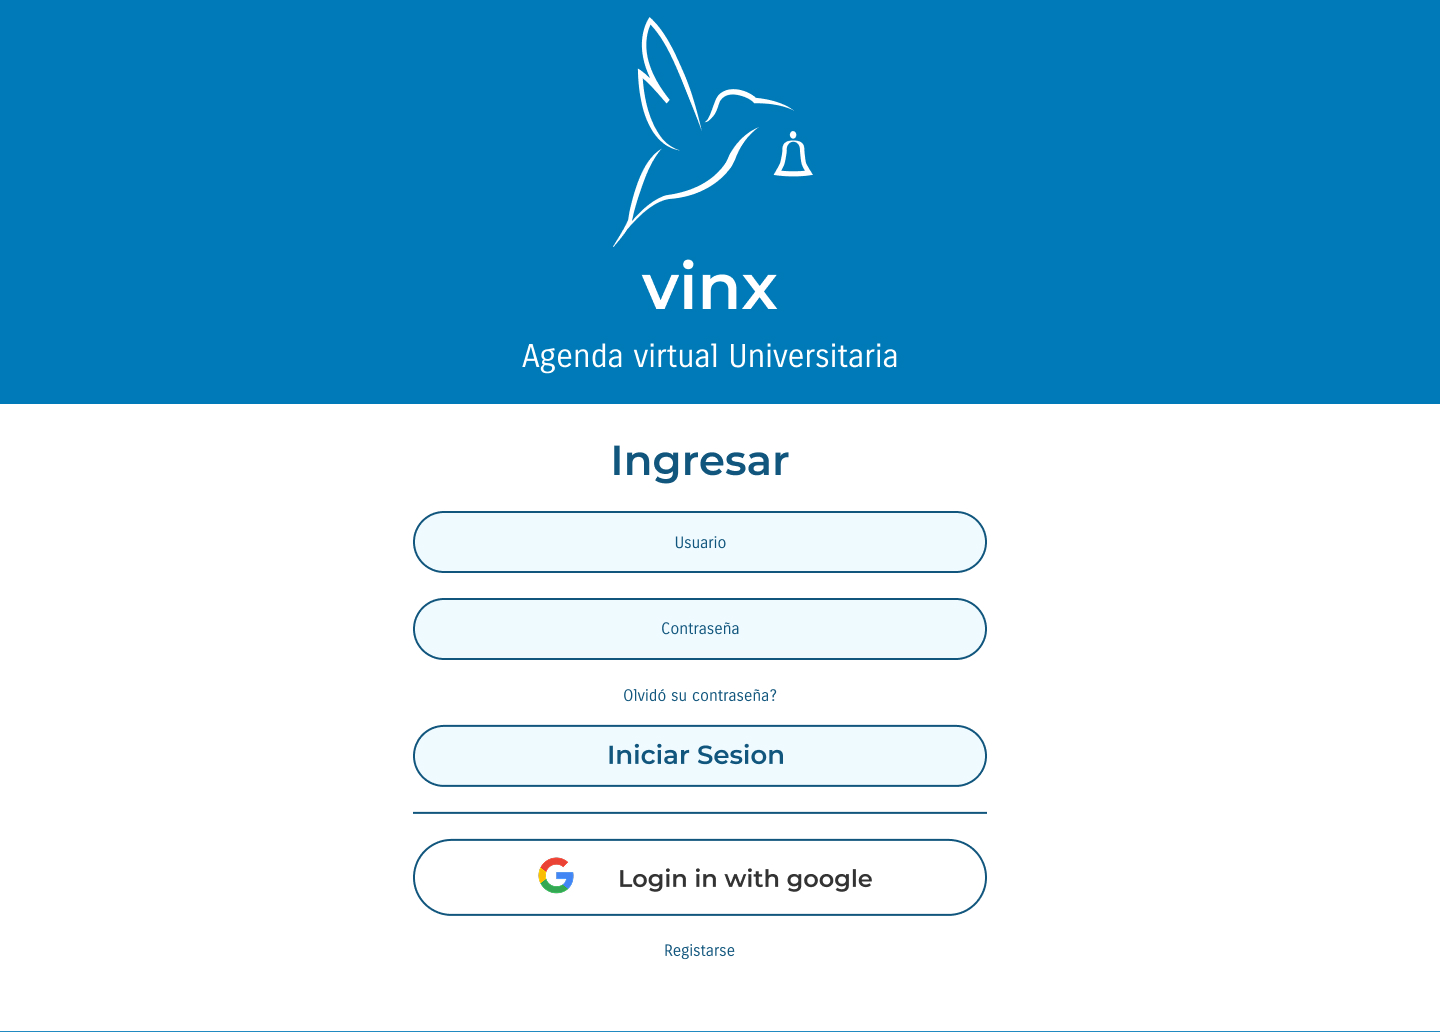 vinx
Agenda virtual Universitaria
Ingresar
Usuario
Contraseña
Olvidó su contraseña?
Iniciar Sesion
Login in with google
Registarse